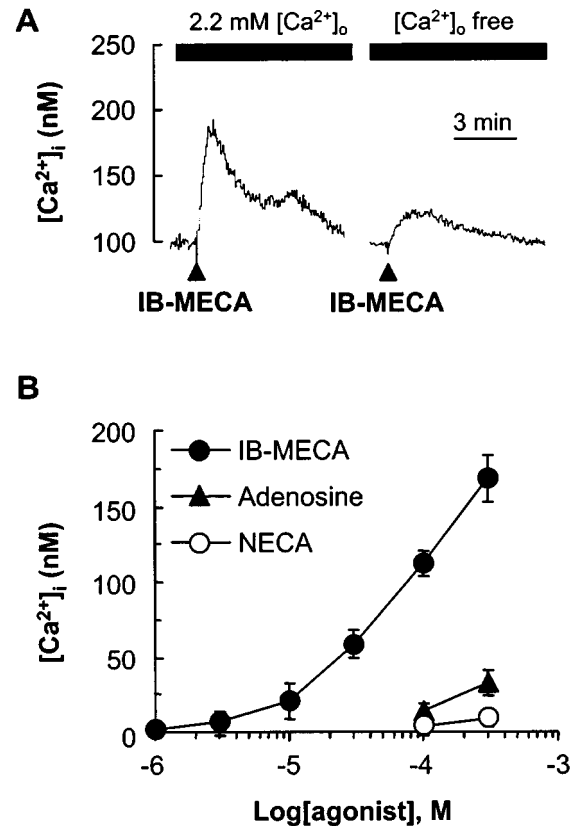 A
2.2 mM [Ca²⁺]ₒ
[Ca²⁺]ₒ free
250
200
150
100
[Ca²⁺]ᵢ (nM)
3 min
IB-MECA
IB-MECA
B
200
150
100
50
0
[Ca²⁺]ᵢ (nM)
IB-MECA
Adenosine
NECA
-6
-5
-4
-3
Log[agonist], M